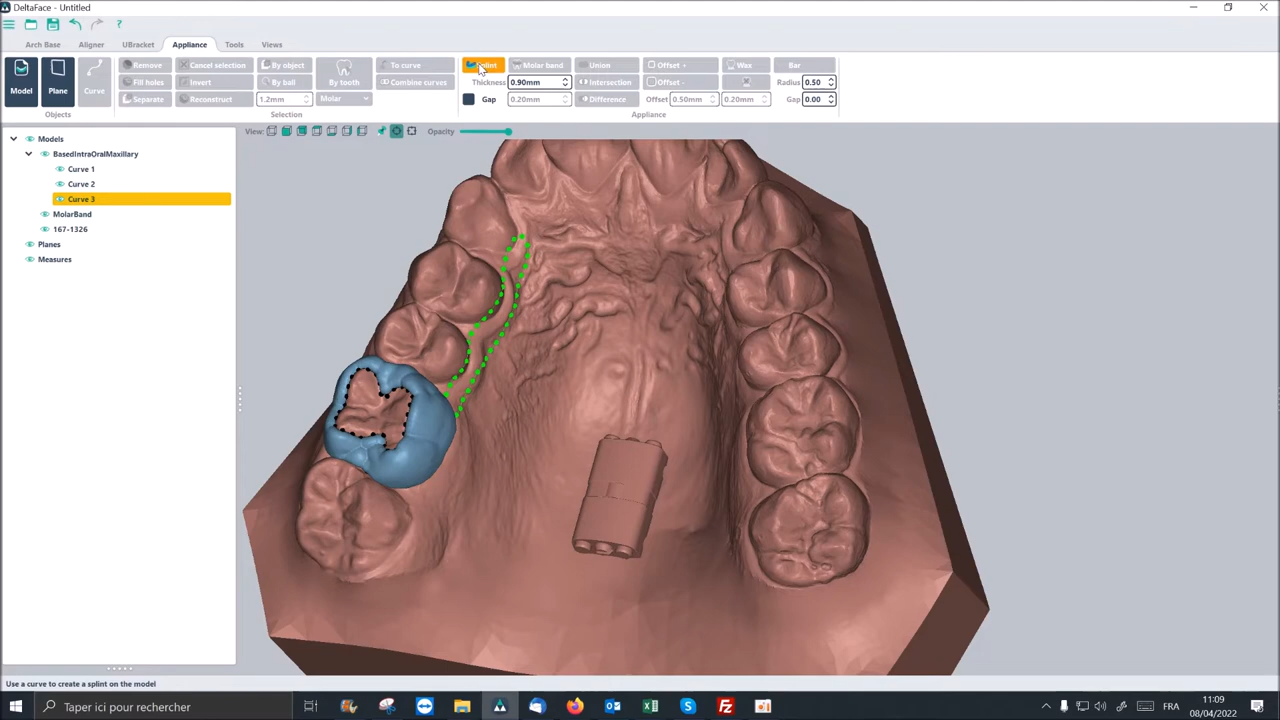 DeltaFace - Untitled
?
Arch Base Aligner UBracket Appliance Tools Views
Model Plane Curve
Objects
Remove Cancel selection By object To curve
Fill holes Invert By ball By tooth Combine curves
Separate Reconstruct 1.2mm Molar
Selection
Splint Molar band Union Offset + Wax Bar
Thickness 0.90mm Intersection Offset - Radius 0.50
Gap 0.20mm Difference Offset 0.50mm 0.20mm Gap 0.00
Appliance
View: Opacity
Models
BasedIntraOralMaxillary
Curve 1
Curve 2
Curve 3
MolarBand
167-1326
Planes
Measures
Use a curve to create a splint on the model
Taper ici pour rechercher
FRA
11:09
08/04/2022